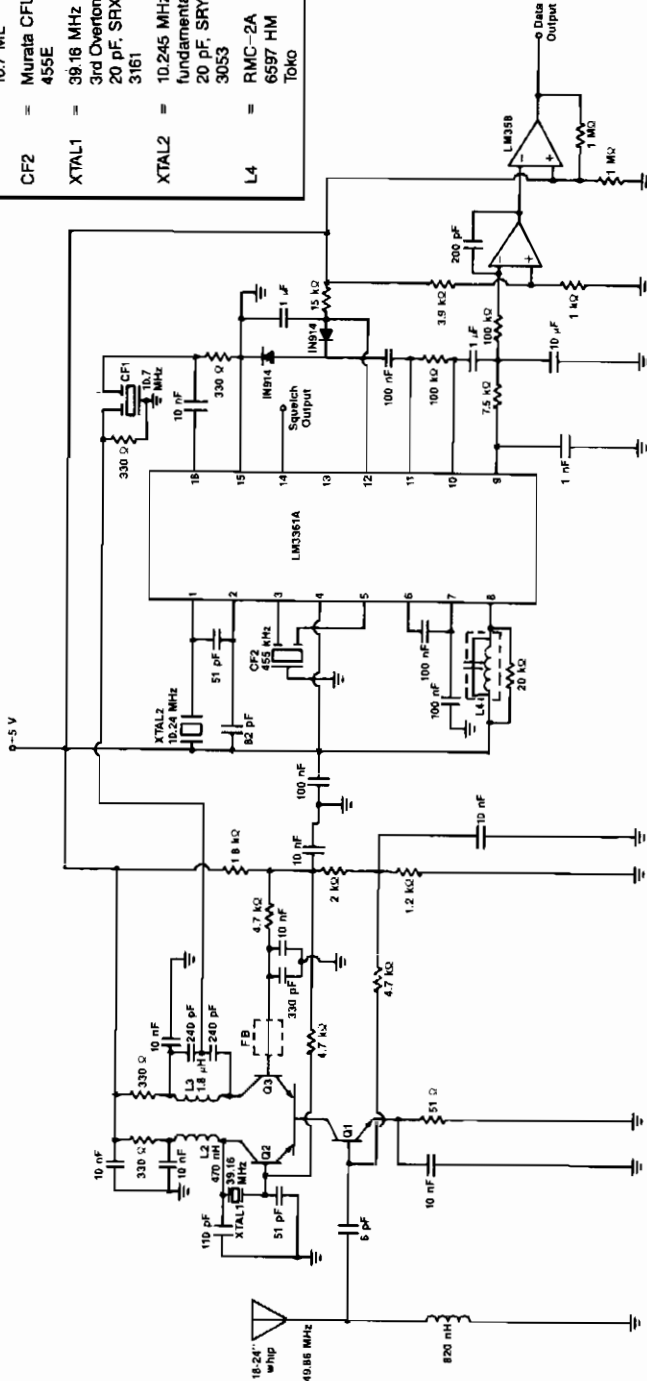 10.7 ML
CF2 = Murata CFU
455E
XTAL1 = 39.16 MHz
3rd Overton
20 pF, SRX
3161
XTAL2 = 10.245 MHz
fundamenta
20 pF, SRY
3053
L4 = RMC-2A
6597 HM
Toko
-5 V
CF1
10.7
MHz
330 Ω
10 nF
330 Ω
IN914
1 μF
IN914
15 kΩ
Squelch
Output
16
15
14
13
12
11
10
9
LM3361A
1
2
3
4
5
6
7
8
XTAL2
10.24 MHz
51 pF
82 pF
CF2
455 kHz
100 nF
100 nF
L4
20 kΩ
100 nF
100 kΩ
1 μF
7.5 kΩ
100 kΩ
10 μF
1 nF
200 pF
3.9 kΩ
1 kΩ
LM358
Data
Output
1 MΩ
1 MΩ
100 nF
10 nF
1 8 kΩ
2 kΩ
1.2 kΩ
10 nF
4.7 kΩ
10 nF
330 pF
FB
4.7 kΩ
4.7 kΩ
10 nF
240 pF
240 pF
330 Ω
L3
1.8 μH
Q3
10 nF
330 Ω
10 nF
L2
470 nH
Q2
39.16
MHz
XTAL1
110 pF
51 pF
Q1
51 Ω
10 nF
18-24"
whip
49.86 MHz
820 nH